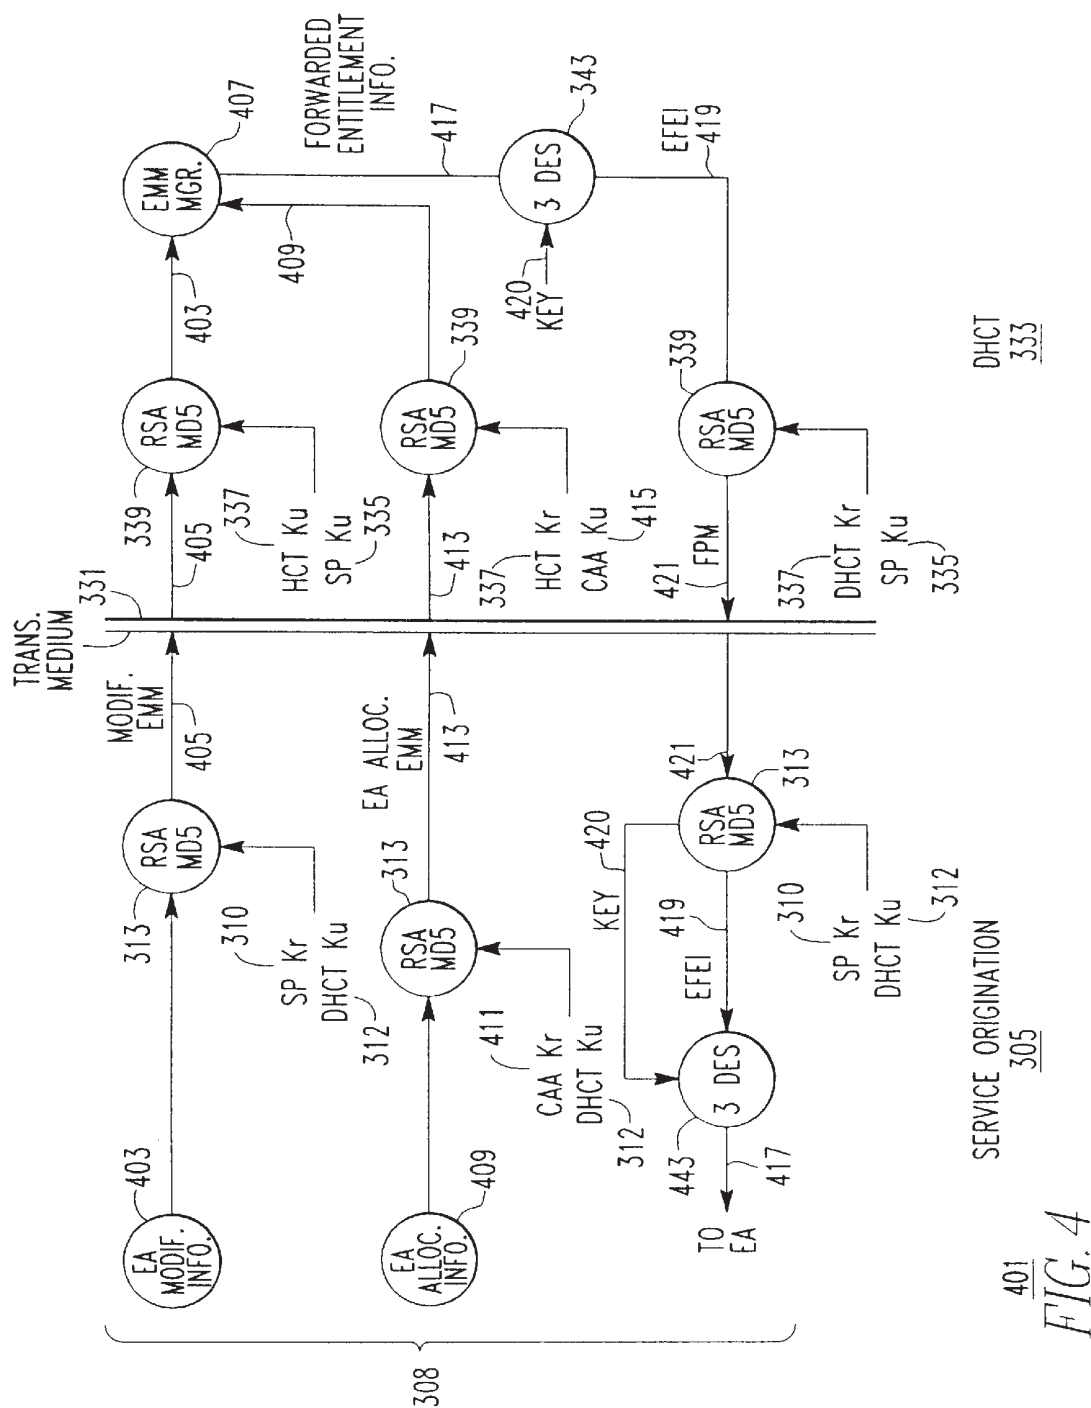 TRANS.
MEDIUM
331
EA
MODIF.
INFO.
403
313
RSA
MD5
310
SP Kr
DHCT Ku
312
MODIF.
EMM
405
405
339
RSA
MD5
337
HCT Ku
SP Ku
335
403
EMM
MGR.
407
409
FORWARDED
ENTITLEMENT
INFO.
417
EA
ALLOC.
INFO.
409
RSA
MD5
313
411
CAA Kr
DHCT Ku
312
EA ALLOC.
EMM
413
413
RSA
MD5
339
337
HCT Kr
CAA Ku
415
420
KEY
3 DES
343
EFEI
419
RSA
MD5
339
337
DHCT Kr
SP Ku
335
421
FPM
421
RSA
MD5
313
310
SP Kr
DHCT Ku
312
KEY
420
419
EFEI
3 DES
443
417
TO
EA
308
SERVICE ORIGINATION
305
DHCT
333
401
FIG. 4